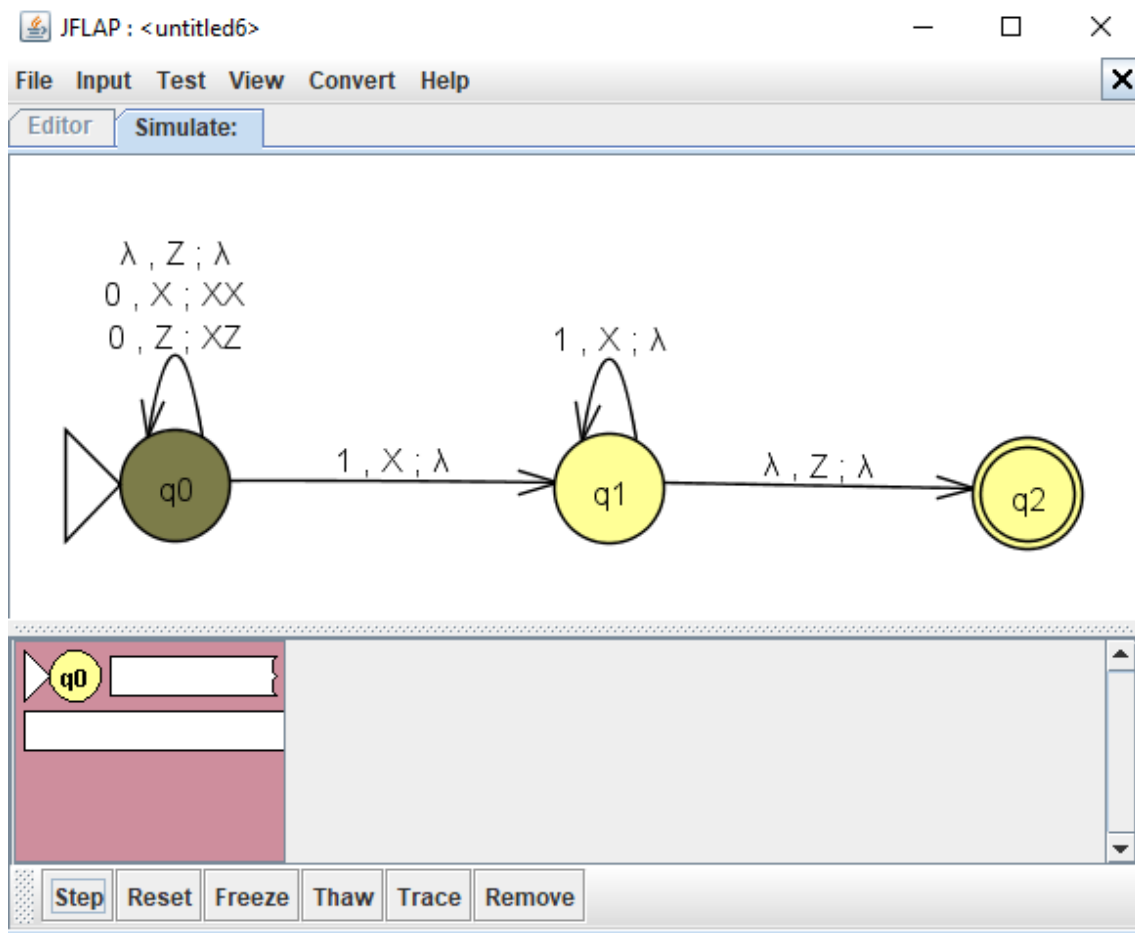 JFLAP : <untitled6>
File Input Test View Convert Help
Editor Simulate:
λ , Z ; λ
0 , X ; XX
0 , Z ; XZ
1 , X ; λ
q0
1 , X ; λ
q1
λ , Z ; λ
q2
q0
Step Reset Freeze Thaw Trace Remove